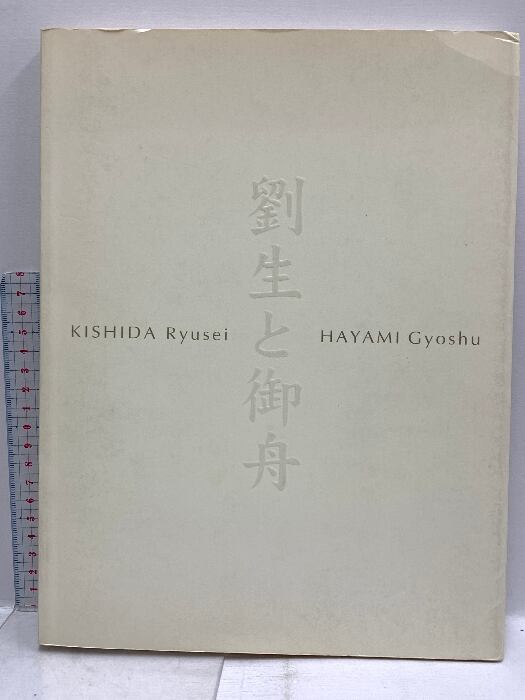 劉生と御舟
KISHIDA Ryusei
HAYAMI Gyoshu